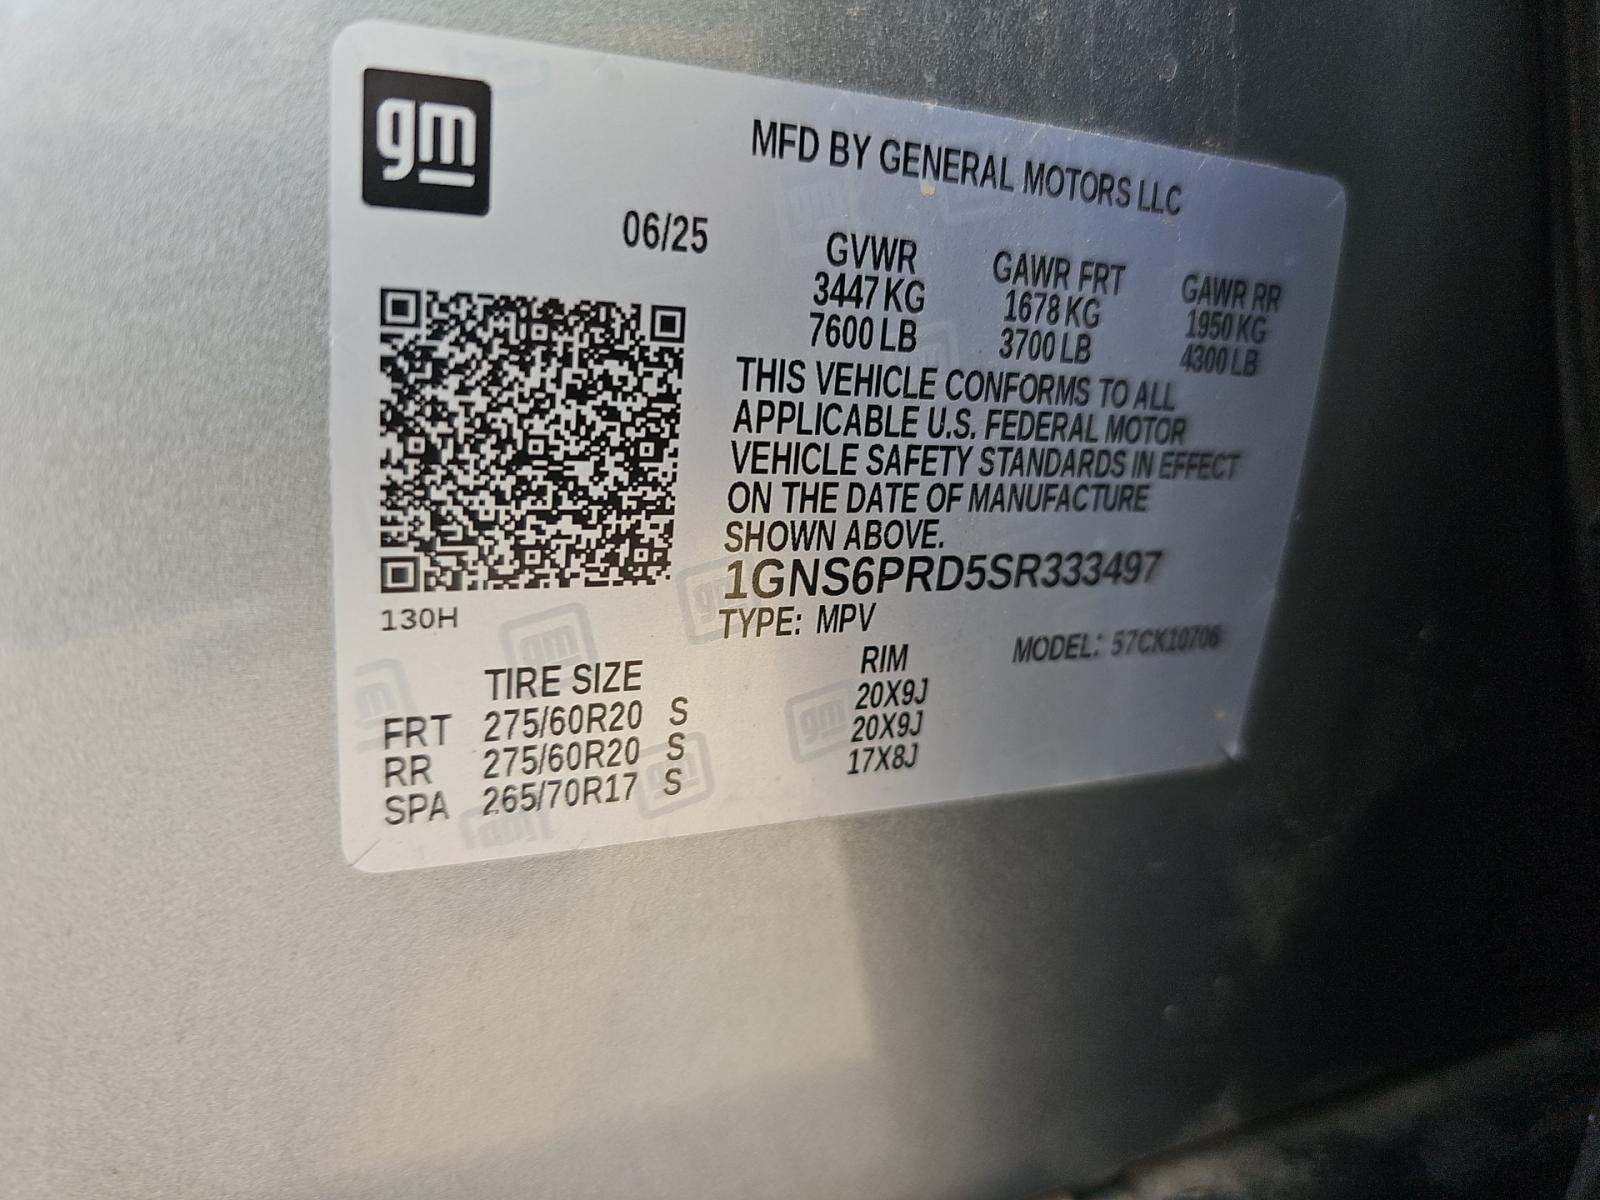 gm
MFD BY GENERAL MOTORS LLC
06/25
GVWR GAWR FRT GAWR RR
3447 KG 1678 KG 1950 KG
7600 LB 3700 LB 4300 LB
THIS VEHICLE CONFORMS TO ALL
APPLICABLE U.S. FEDERAL MOTOR
VEHICLE SAFETY STANDARDS IN EFFECT
ON THE DATE OF MANUFACTURE
SHOWN ABOVE.
1GNS6PRD5SR333497
130H
TYPE: MPV MODEL: 57CK10706
TIRE SIZE RIM
FRT 275/60R20 S 20X9J
RR 275/60R20 S 20X9J
SPA 265/70R17 S 17X8J